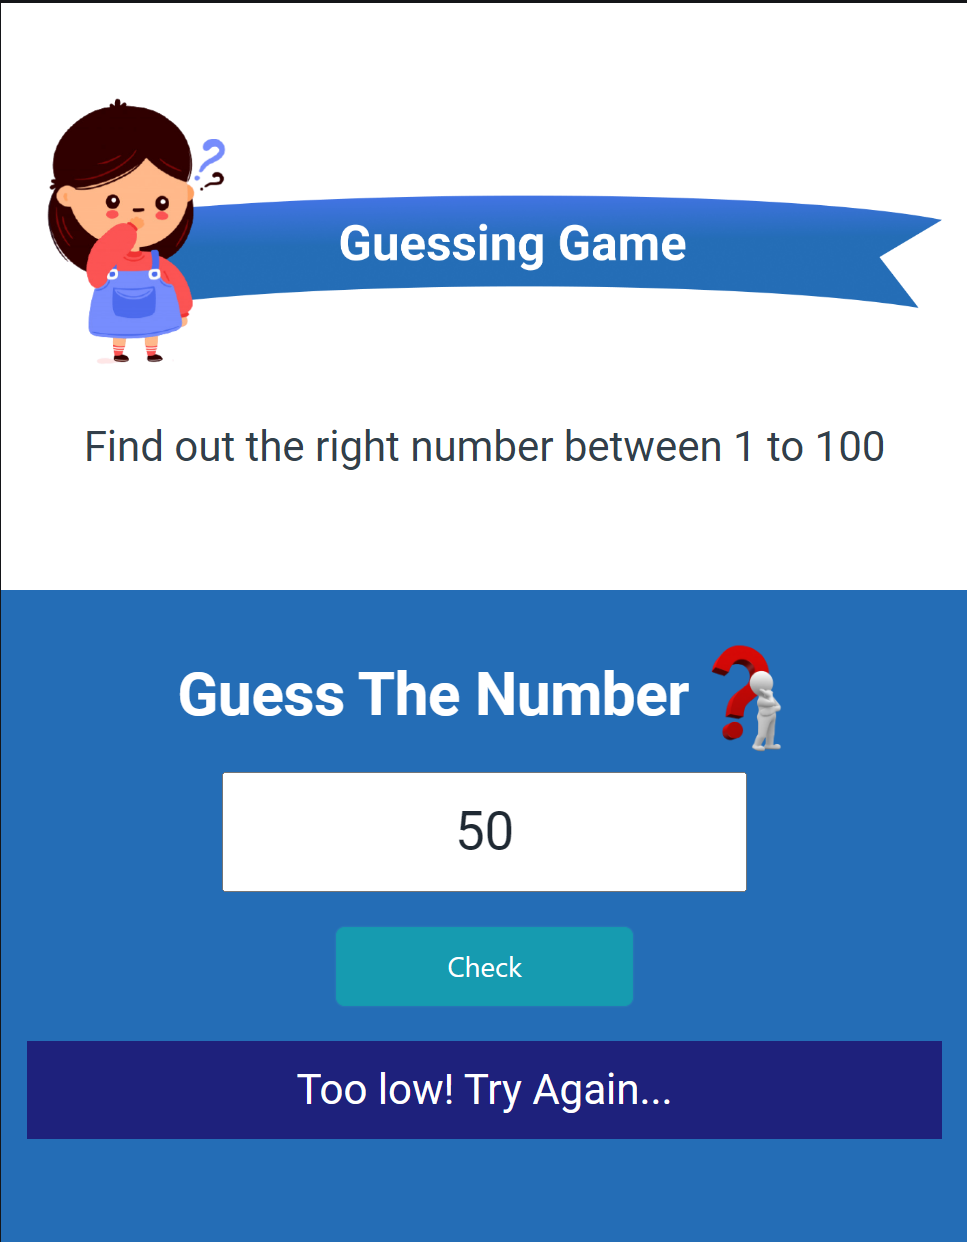 Guessing Game
Find out the right number between 1 to 100
Guess The Number
50
Check
Too low! Try Again...